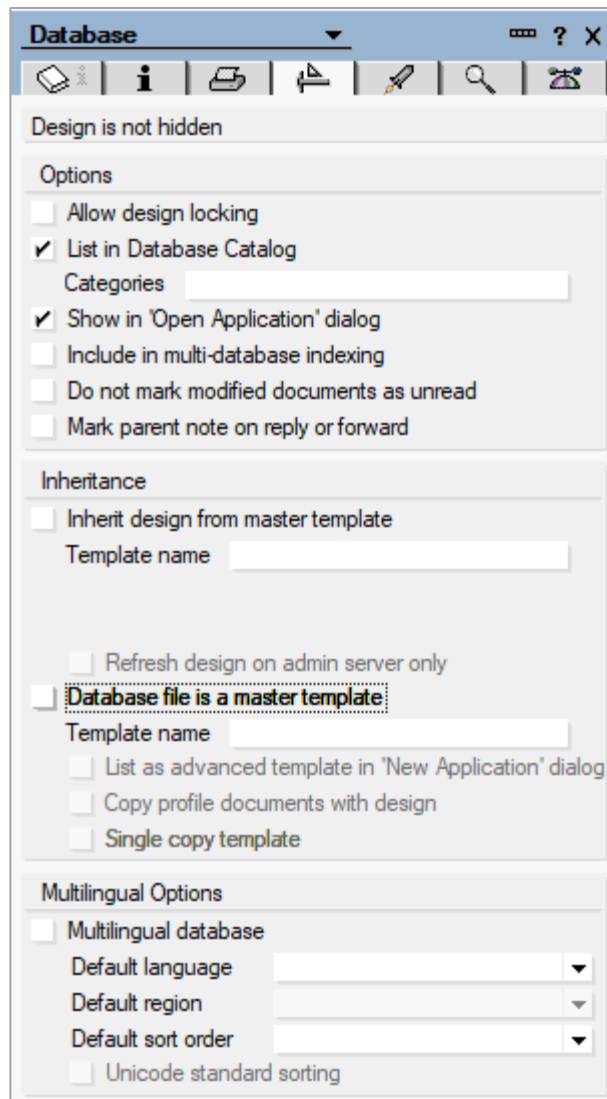 Database
? X
i
Design is not hidden
Options
Allow design locking
List in Database Catalog
Categories
Show in 'Open Application' dialog
Include in multi-database indexing
Do not mark modified documents as unread
Mark parent note on reply or forward
Inheritance
Inherit design from master template
Template name
Refresh design on admin server only
Database file is a master template
Template name
List as advanced template in 'New Application' dialog
Copy profile documents with design
Single copy template
Multilingual Options
Multilingual database
Default language
Default region
Default sort order
Unicode standard sorting